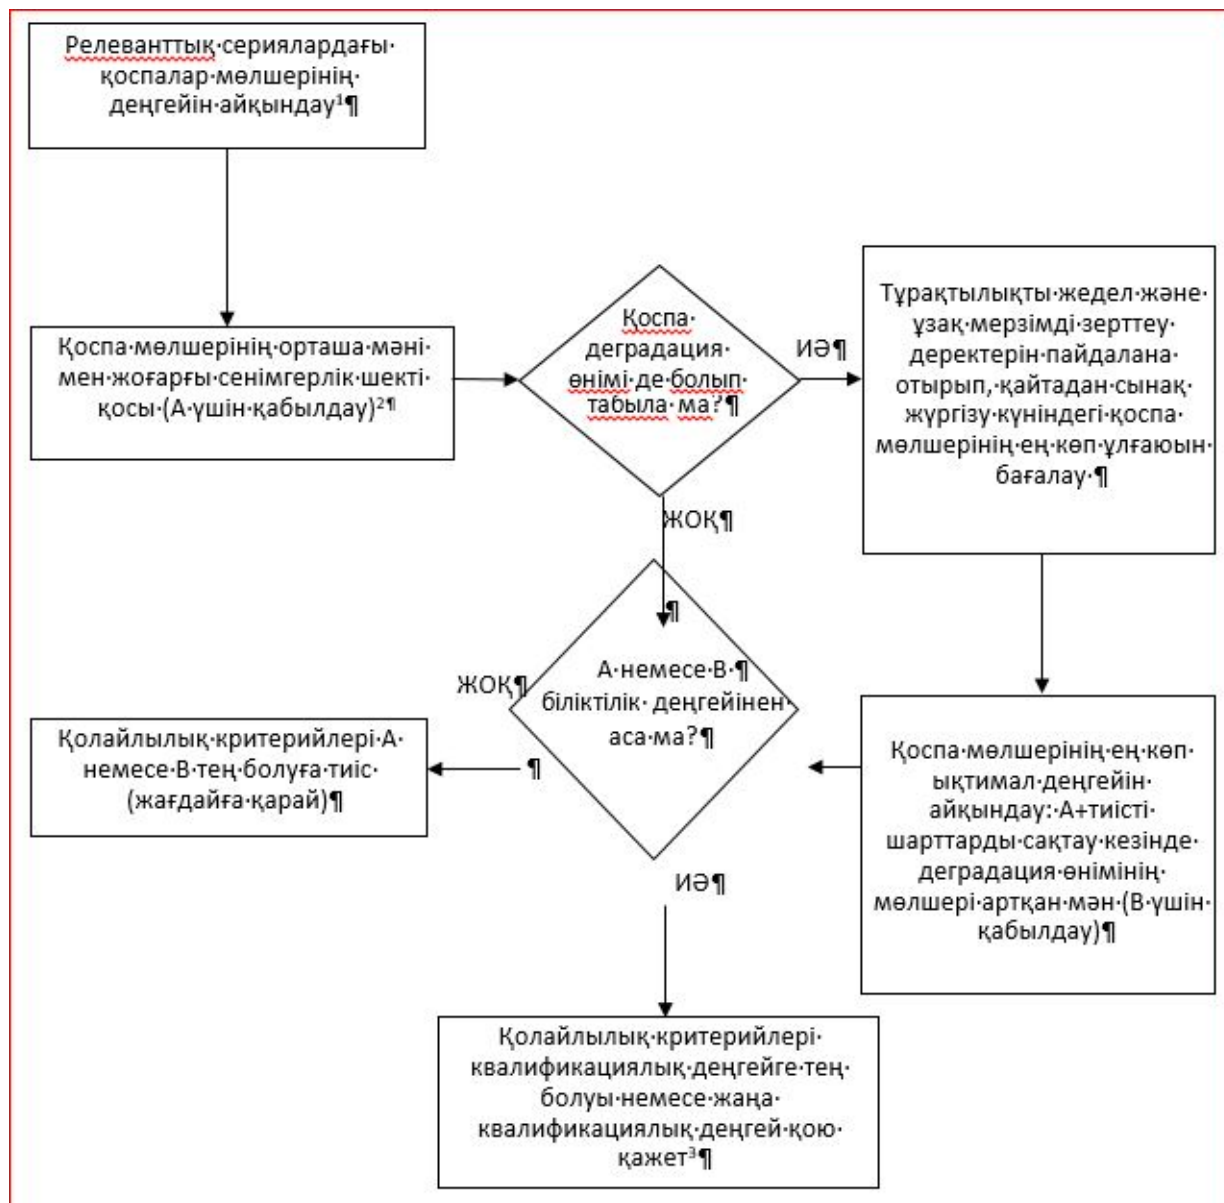 Релеванттық·сериялардағы·
қоспалар·мөлшерінің·
деңгейін·айқындау¹¶
Қоспа·мөлшерінің·орташа·мәні·
мен·жоғарғы·сенімгерлік·шекті·
қосы·(А·үшін·қабылдау)²¶
Қоспа·
деградация·
өнімі·де·болып·
табыла·ма?¶
ИӘ¶
Тұрақтылықты·жедел·және·
ұзақ·мерзімді·зерттеу·
деректерін·пайдалана·
отырып,·қайтадан·сынақ·
жүргізу·күніндегі·қоспа·
мөлшерінің·ең·көп·ұлғаюын·
бағалау·¶
ЖОҚ¶
¶
А·немесе·В·¶
біліктілік· деңгейінен·
аса·ма?¶
ЖОҚ¶
¶
Қолайлылық·критерийлері·А·
немесе·В·тең·болуға·тиіс·
(жағдайға·қарай)¶
Қоспа·мөлшерінің·ең·көп·
ықтимал·деңгейін·
айқындау:·А+тиісті·
шарттарды·сақтау·кезінде·
деградация·өнімінің·
мөлшері·артқан·мән·(В·үшін·
қабылдау)¶
ИӘ¶
Қолайлылық·критерийлері·
квалификациялық·деңгейге·тең·
болуы·немесе·жаңа·
квалификациялық·деңгей·қою·
қажет³¶